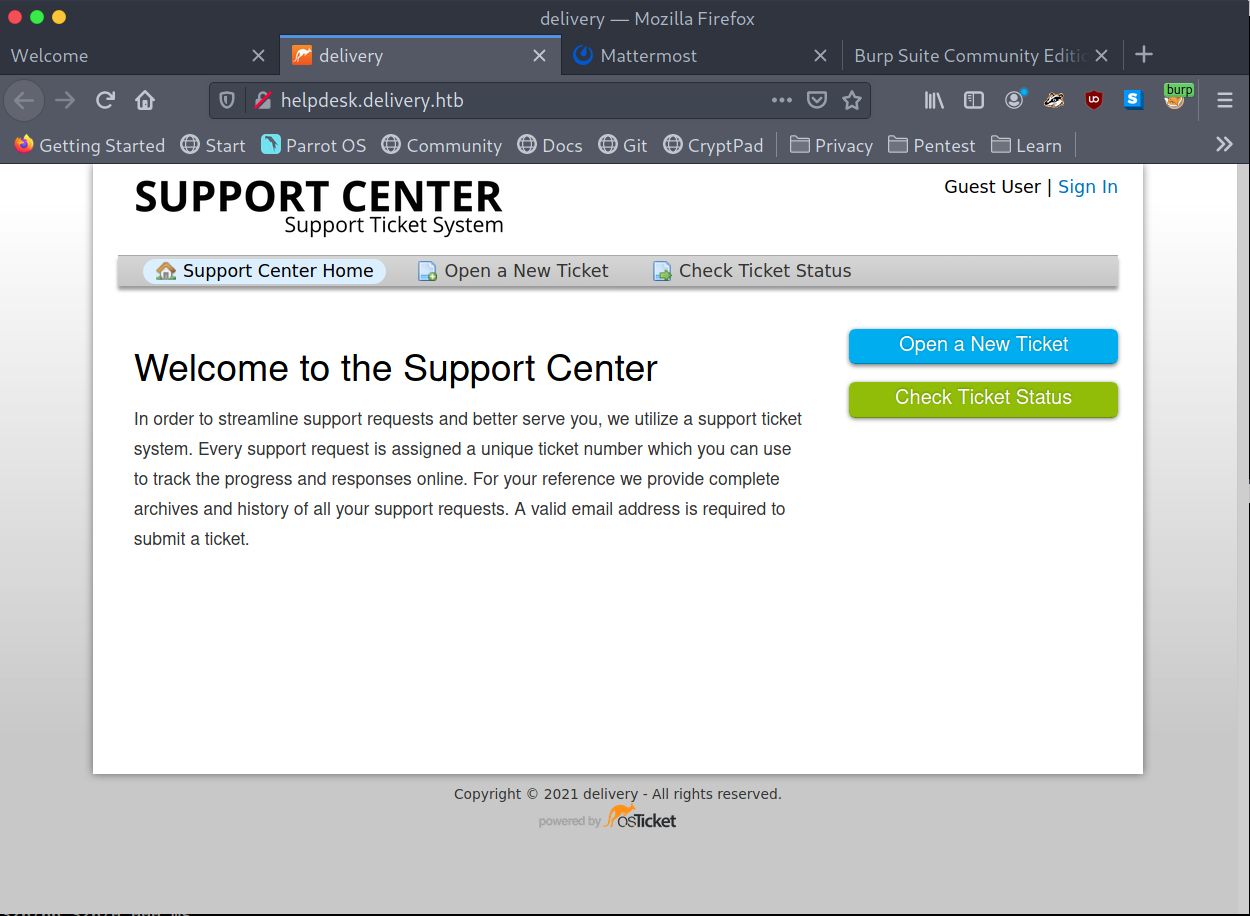 delivery — Mozilla Firefox
Welcome
delivery
Mattermost
Burp Suite Community Editio
helpdesk.delivery.htb
burp
Getting Started
Start
Parrot OS
Community
Docs
Git
CryptPad
Privacy
Pentest
Learn
SUPPORT CENTER
Support Ticket System
Guest User | Sign In
Support Center Home
Open a New Ticket
Check Ticket Status
Welcome to the Support Center
In order to streamline support requests and better serve you, we utilize a support ticket
system. Every support request is assigned a unique ticket number which you can use
to track the progress and responses online. For your reference we provide complete
archives and history of all your support requests. A valid email address is required to
submit a ticket.
Open a New Ticket
Check Ticket Status
Copyright © 2021 delivery - All rights reserved.
powered by osTicket